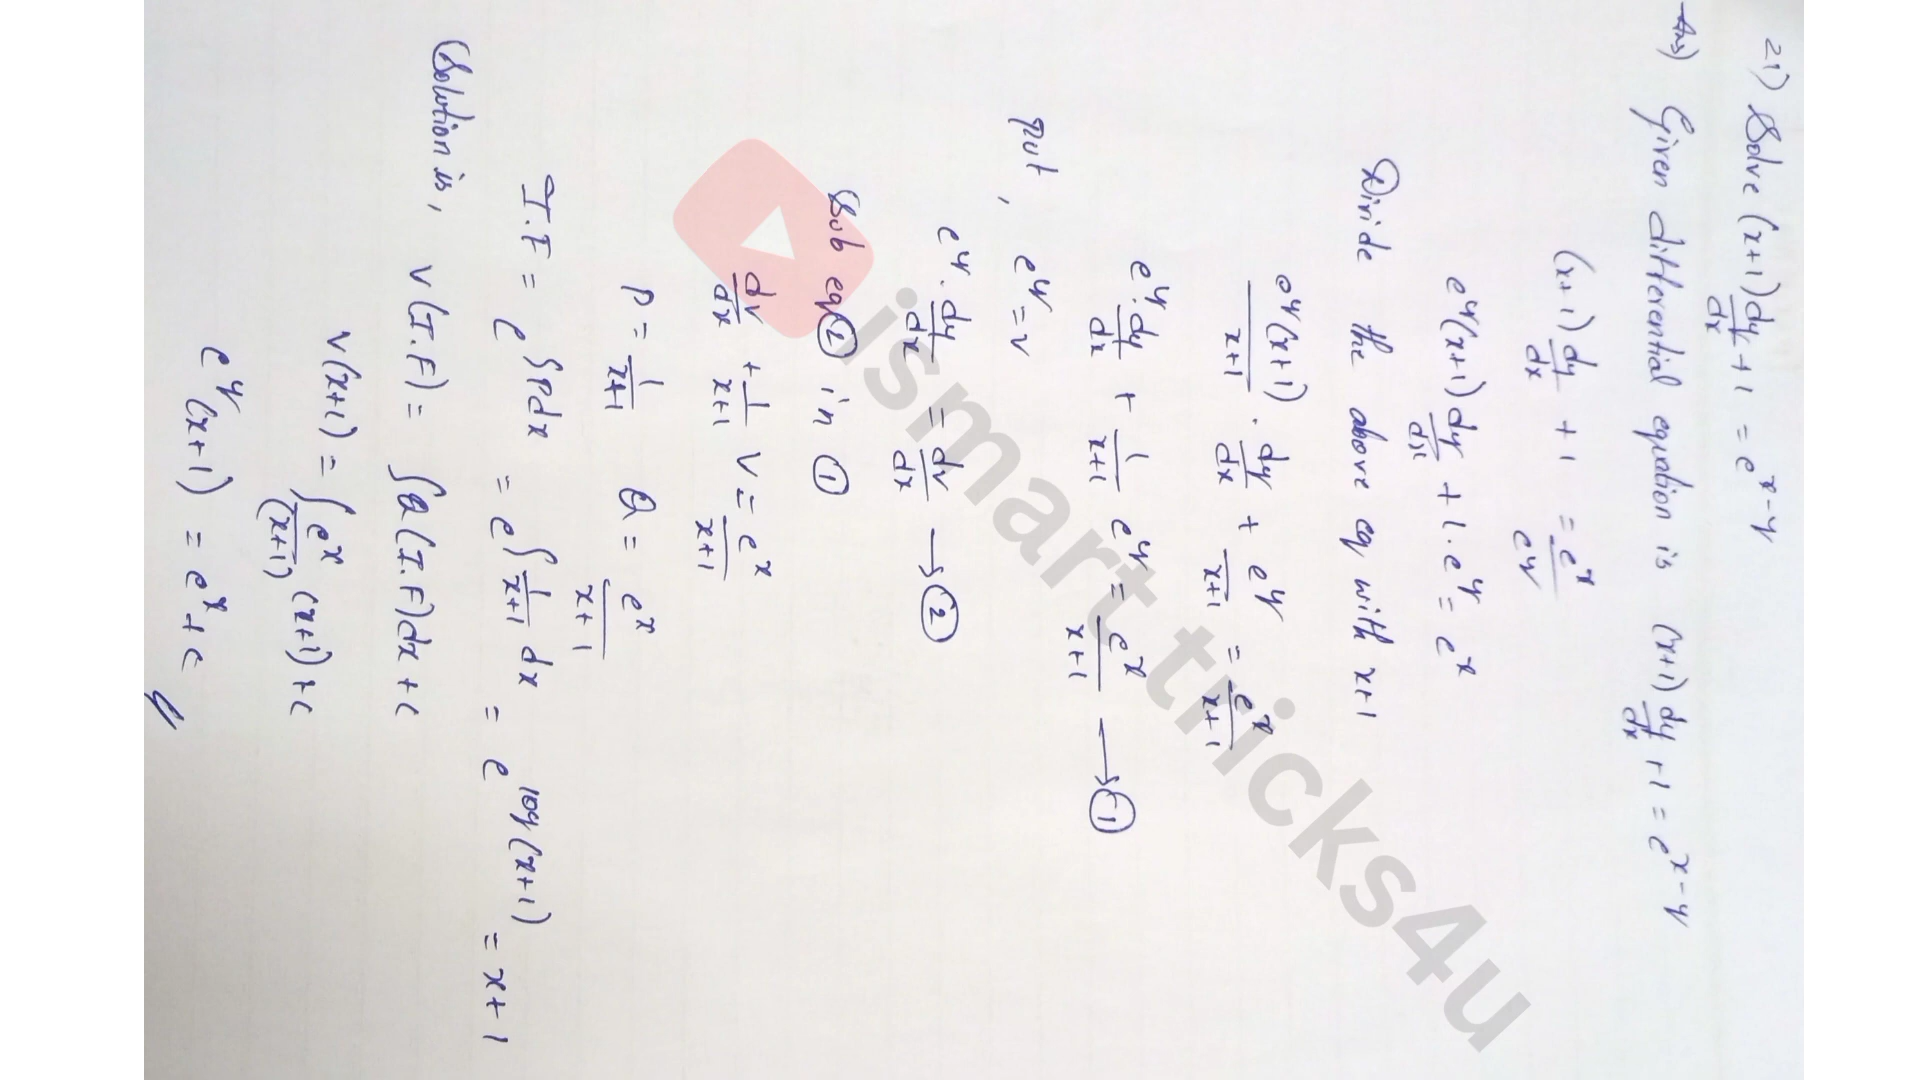 21) Solve (x+1) dy/dx + 1 = e^(x-y)
Ans) Given differential equation is (x+1) dy/dx + 1 = e^(x-y)
(x+1) dy/dx + 1 = e^x/e^y
e^y(x+1) dy/dx + 1.e^y = e^x
Divide the above eq with x+1
e^y(x+1)/(x+1) . dy/dx + e^y/(x+1) = e^x/(x+1)
e^y . dy/dx + 1/(x+1) e^y = e^x/(x+1) → ①
put, e^y = v
e^y . dy/dx = dv/dx → ②
Sub eq ② in ①
dv/dx + 1/(x+1) v = e^x/(x+1)
P = 1/(x+1) Q = e^x/(x+1)
I.F = e^∫Pdx = e^∫1/(x+1) dx = e^log(x+1) = x+1
Solution is, v(I.F) = ∫Q(I.F)dx + c
v(x+1) = ∫e^x/(x+1) (x+1) + c
e^y(x+1) = e^x + c
ismart tricks4u